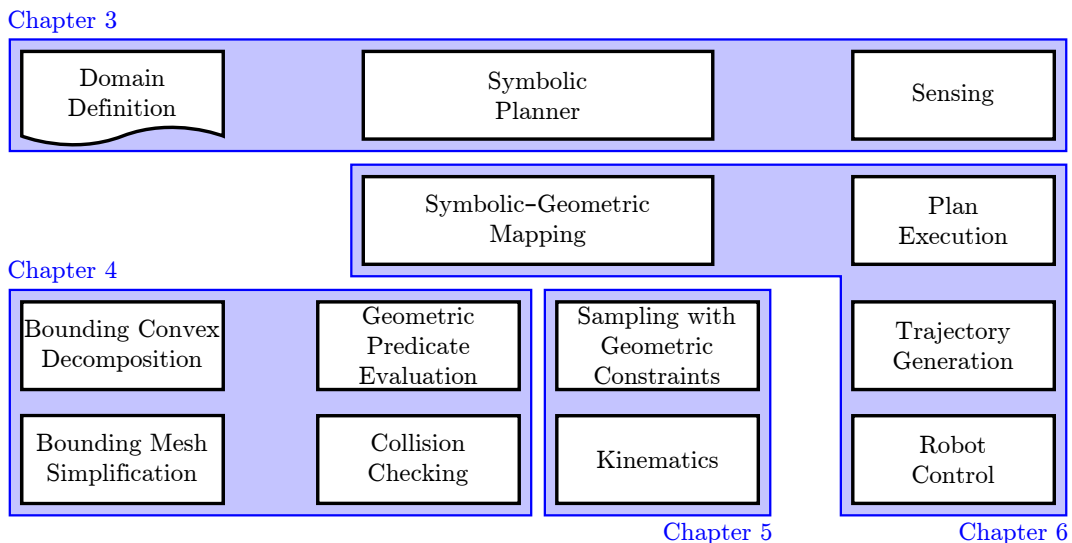 Chapter 3
Domain
Definition
Symbolic
Planner
Sensing
Symbolic–Geometric
Mapping
Plan
Execution
Chapter 4
Bounding Convex
Decomposition
Geometric
Predicate
Evaluation
Sampling with
Geometric
Constraints
Trajectory
Generation
Bounding Mesh
Simplification
Collision
Checking
Kinematics
Robot
Control
Chapter 5
Chapter 6